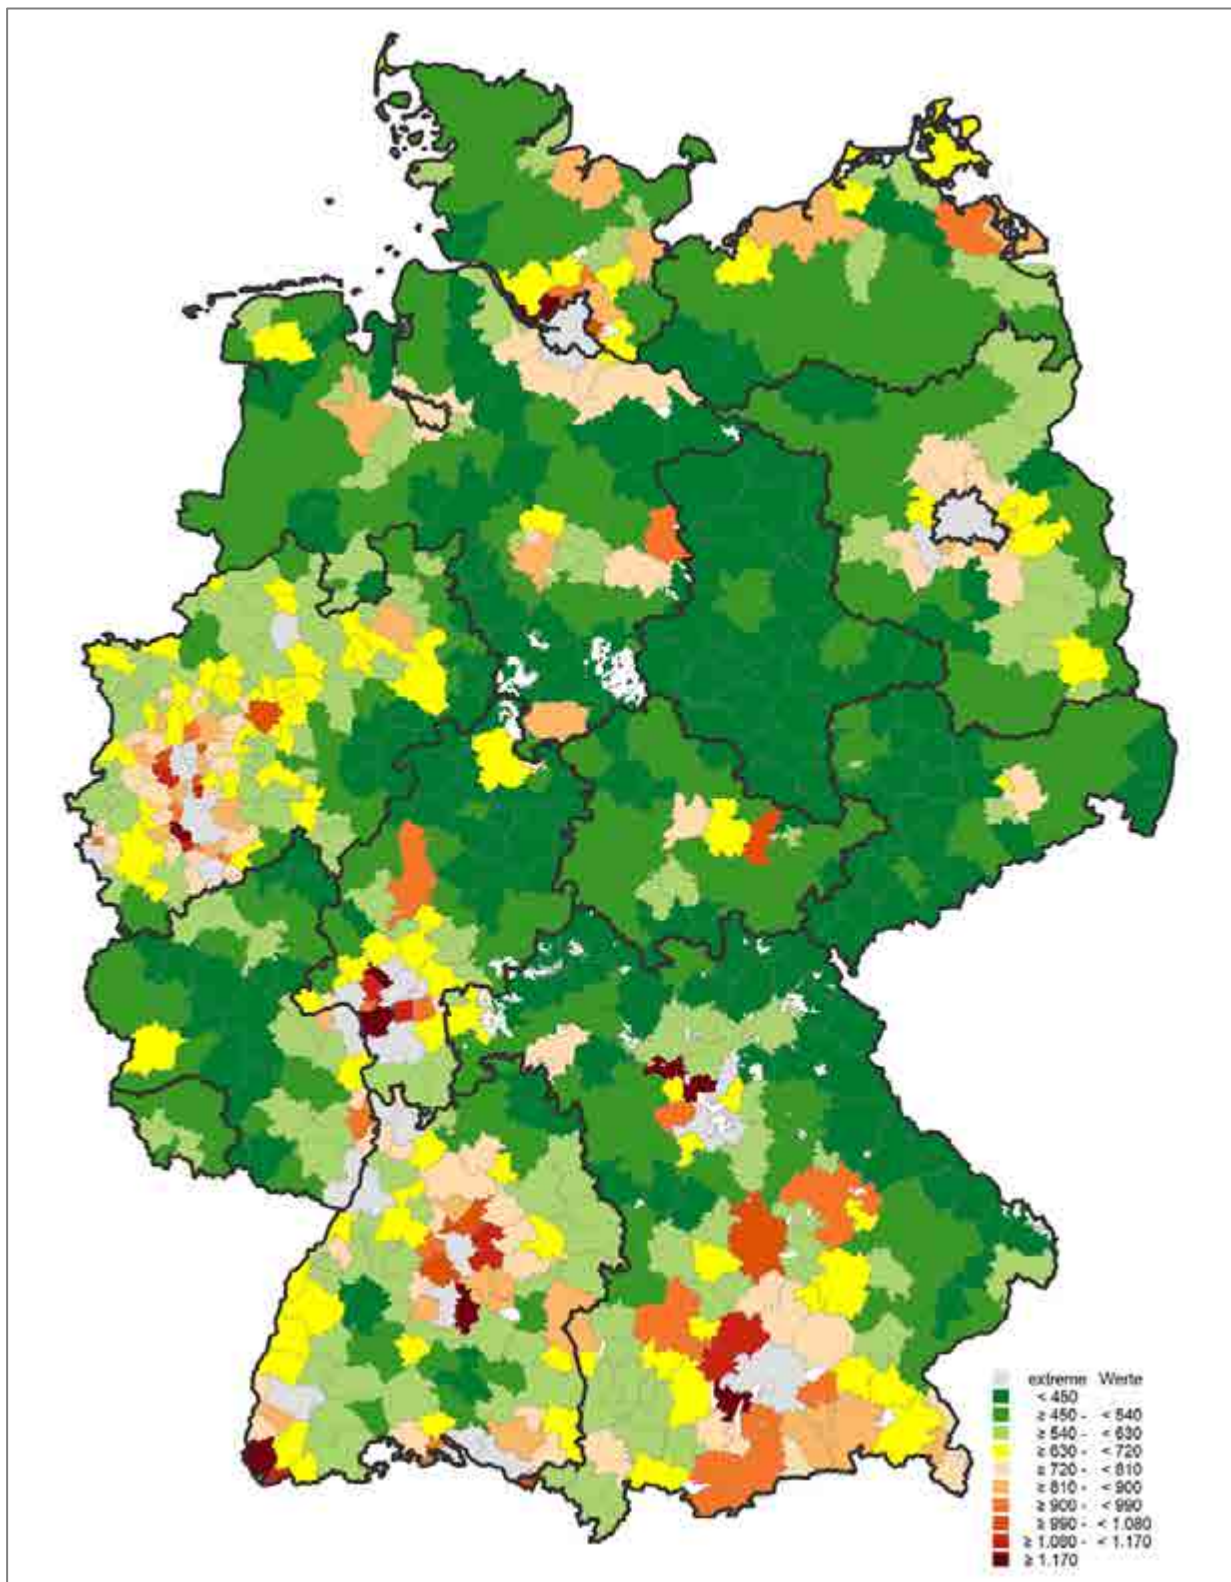 extreme Werte
< 450
≥ 450 - < 540
≥ 540 - < 630
≥ 630 - < 720
≥ 720 - < 810
≥ 810 - < 900
≥ 900 - < 990
≥ 990 - < 1.080
≥ 1.080 - < 1.170
≥ 1.170